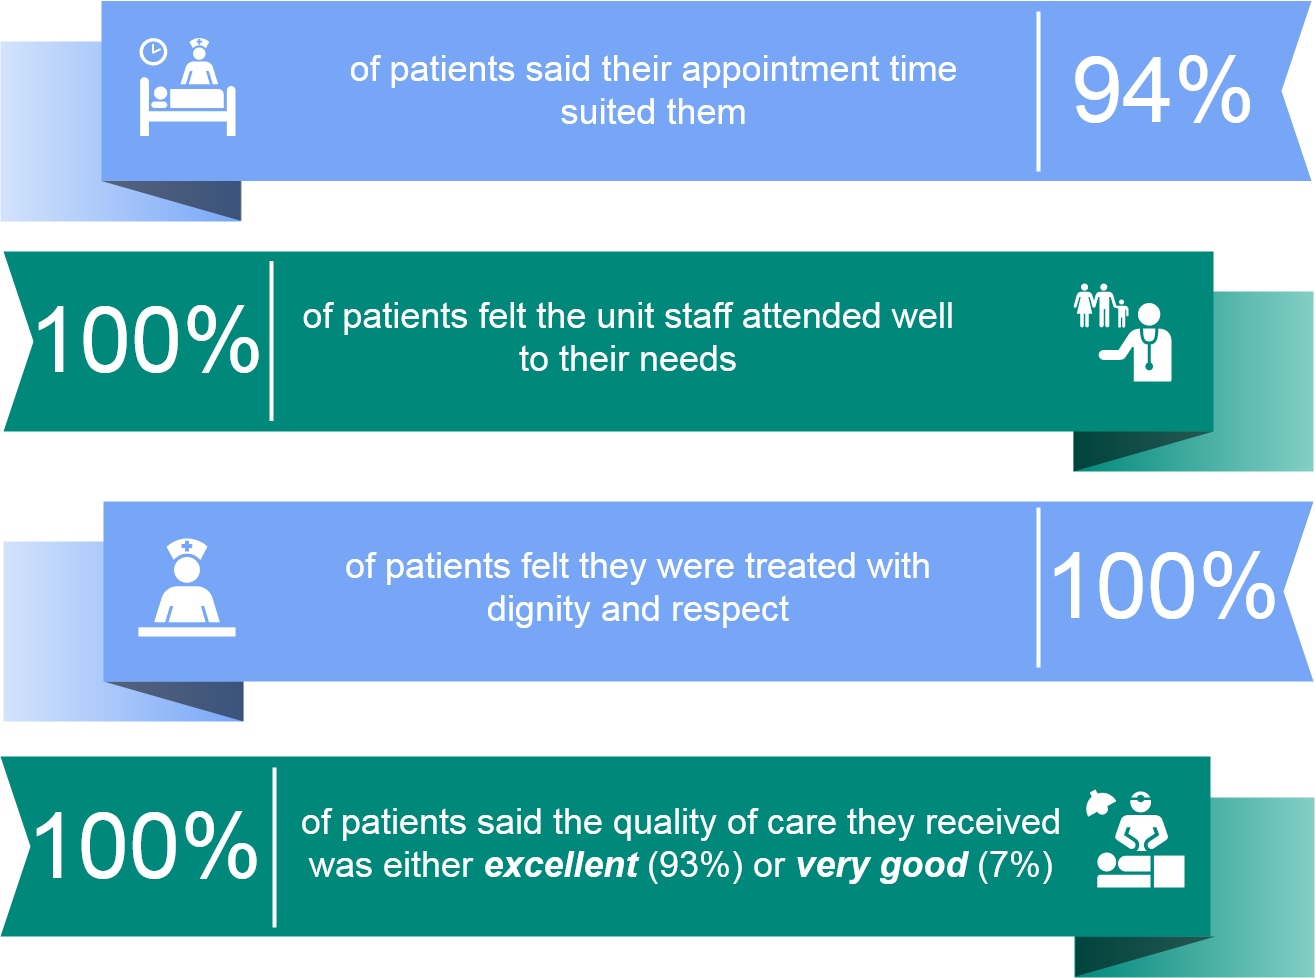 of patients said their appointment time
suited them
94%
100%
of patients felt the unit staff attended well
to their needs
of patients felt they were treated with
dignity and respect
100%
100%
of patients said the quality of care they received
was either excellent (93%) or very good (7%)